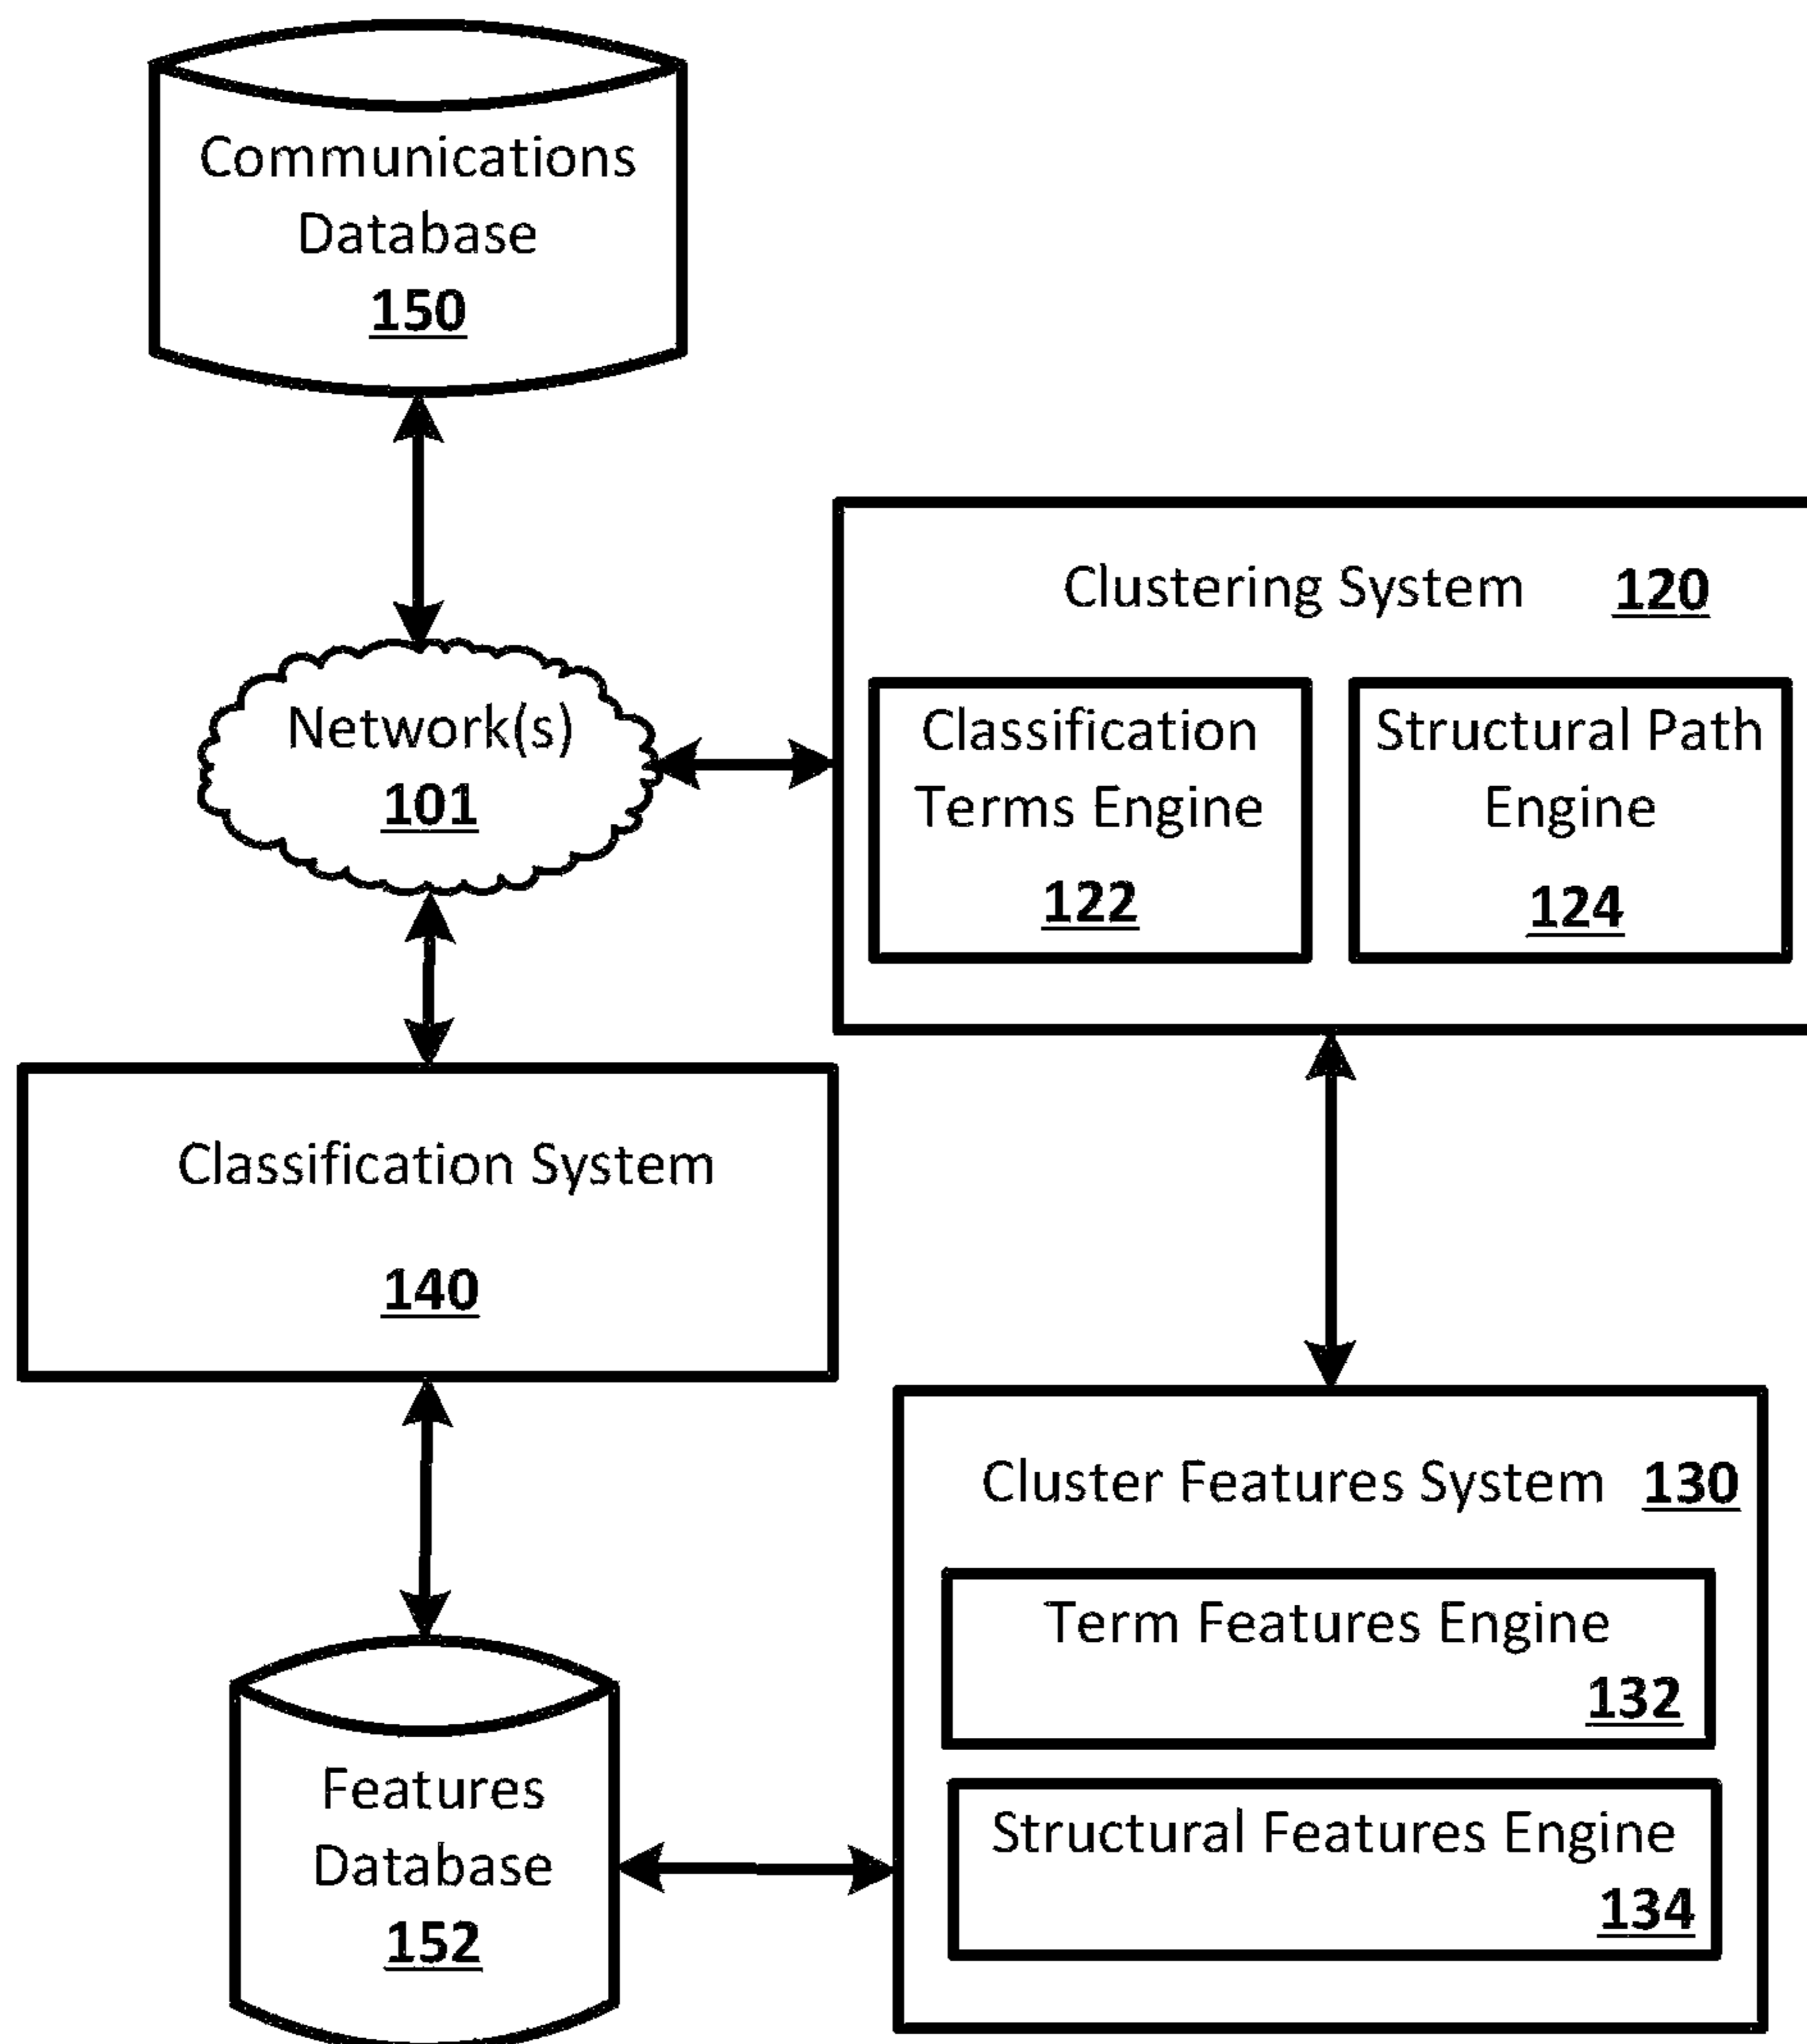 Communications
Database
150
Clustering System 120
Network(s)
101
Classification
Terms Engine
122
Structural Path
Engine
124
Classification System
140
Cluster Features System 130
Term Features Engine
132
Features
Database
152
Structural Features Engine
134